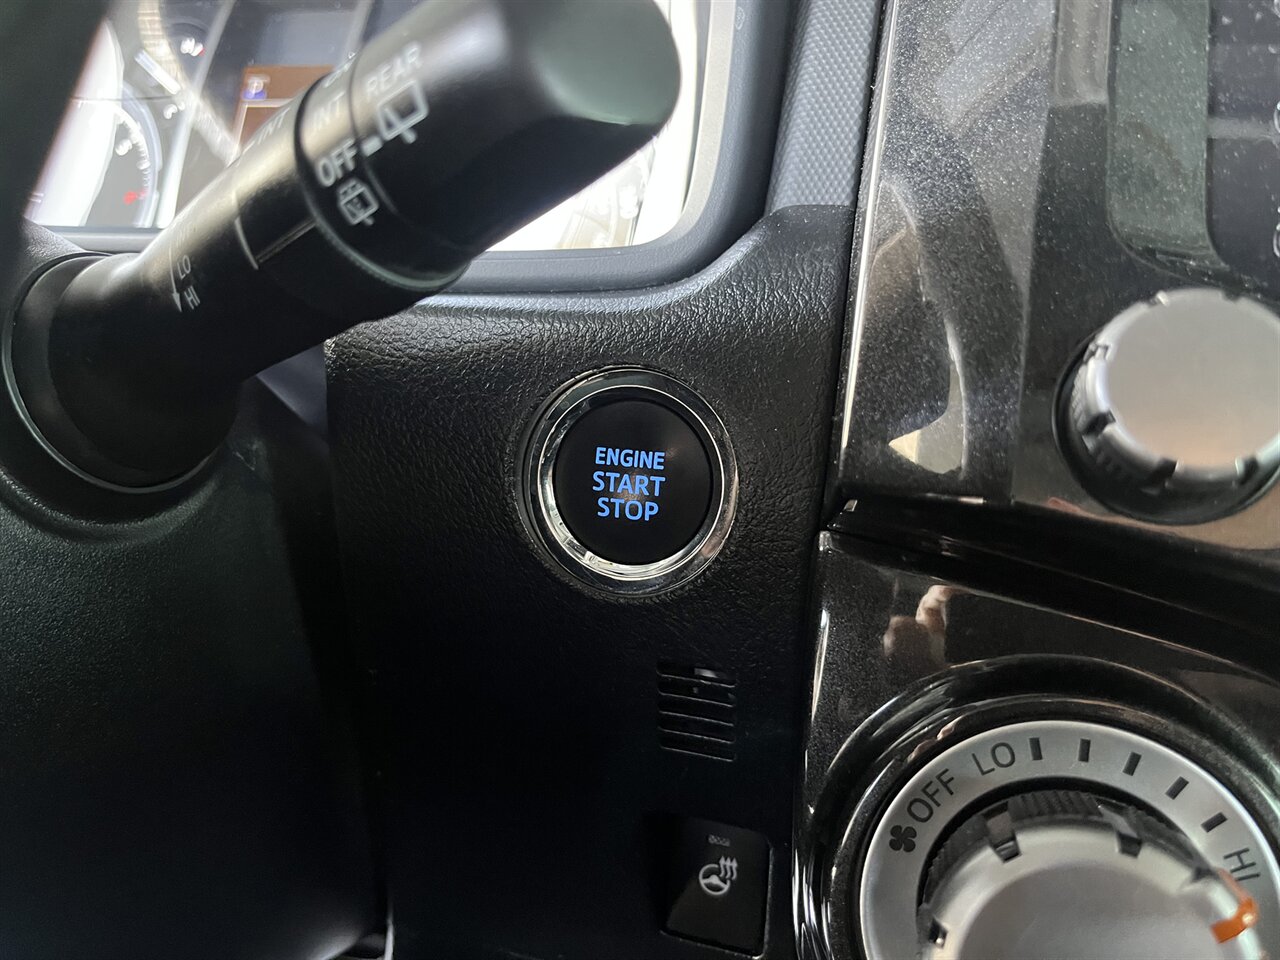 REAR
INT
OFF
LO
HI
ENGINE
START
STOP
OFF LO
HI